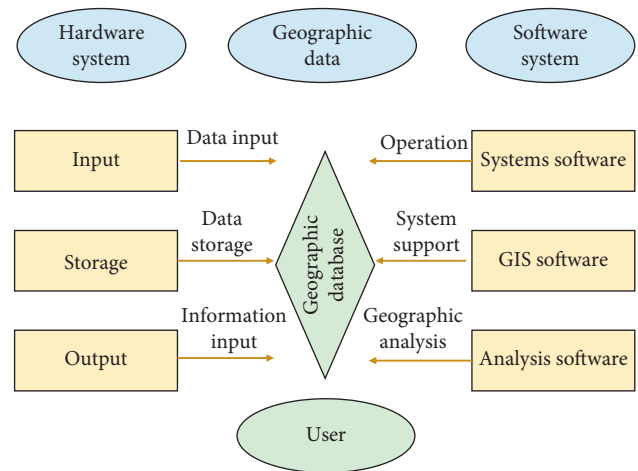 Hardware
system
Geographic
data
Software
system
Input
Data input
Operation
Systems software
Storage
Data
storage
Geographic
database
System
support
GIS software
Output
Information
input
Geographic
analysis
Analysis software
User